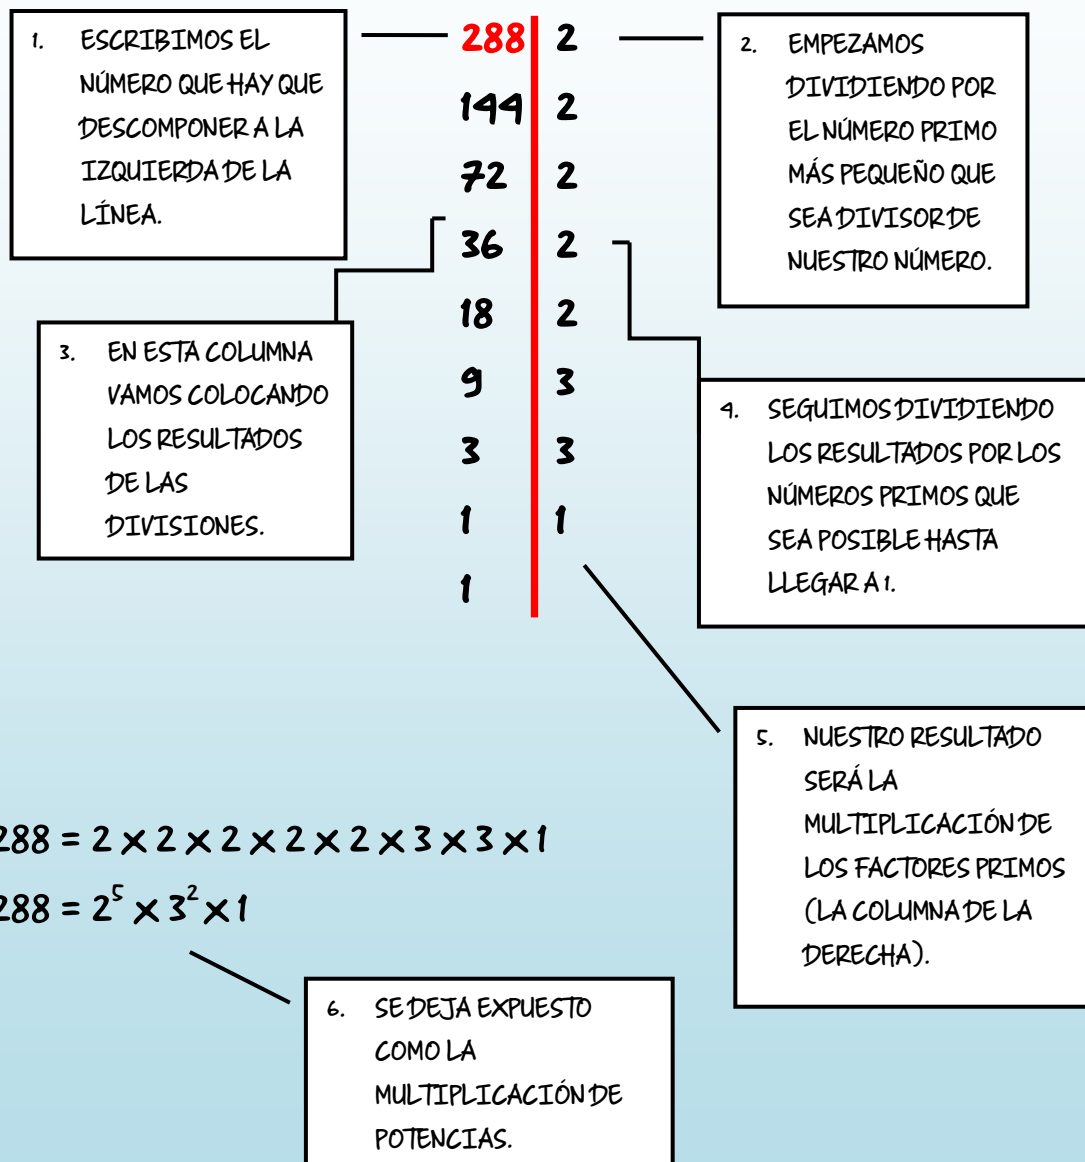 1. ESCRIBIMOS EL
NÚMERO QUE HAY QUE
DESCOMPONER A LA
IZQUIERDA DE LA
LÍNEA.
288 2
144 2
72 2
36 2
18 2
9 3
3 3
1 1
1
2. EMPEZAMOS
DIVIDIENDO POR
EL NÚMERO PRIMO
MÁS PEQUEÑO QUE
SEA DIVISOR DE
NUESTRO NÚMERO.
3. EN ESTA COLUMNA
VAMOS COLOCANDO
LOS RESULTADOS
DE LAS
DIVISIONES.
4. SEGUIMOS DIVIDIENDO
LOS RESULTADOS POR LOS
NÚMEROS PRIMOS QUE
SEA POSIBLE HASTA
LLEGAR A 1.
5. NUESTRO RESULTADO
SERÁ LA
MULTIPLICACIÓN DE
LOS FACTORES PRIMOS
(LA COLUMNA DE LA
DERECHA).
288 = 2 × 2 × 2 × 2 × 2 × 3 × 3 × 1
288 = 2⁵ × 3² × 1
6. SE DEJA EXPUESTO
COMO LA
MULTIPLICACIÓN DE
POTENCIAS.